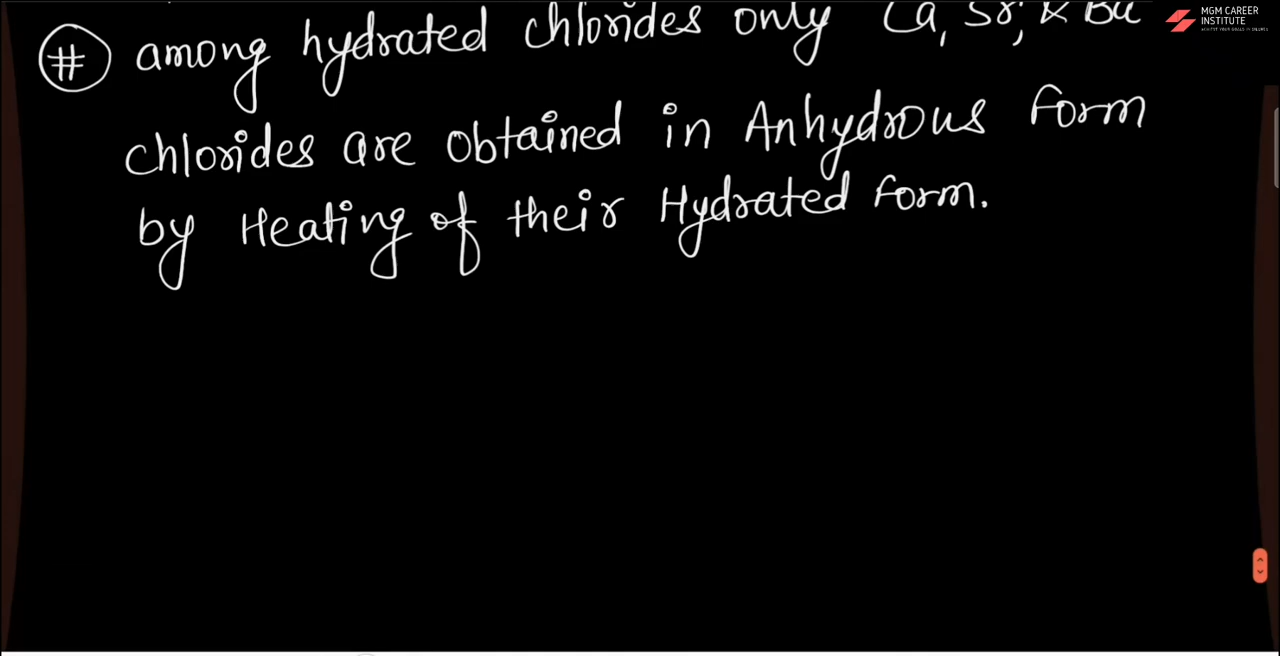 # among hydrated chlorides only Ca, Sr, & Ba
chlorides are obtained in Anhydrous form
by Heating of their Hydrated form.
MGM CAREER
INSTITUTE